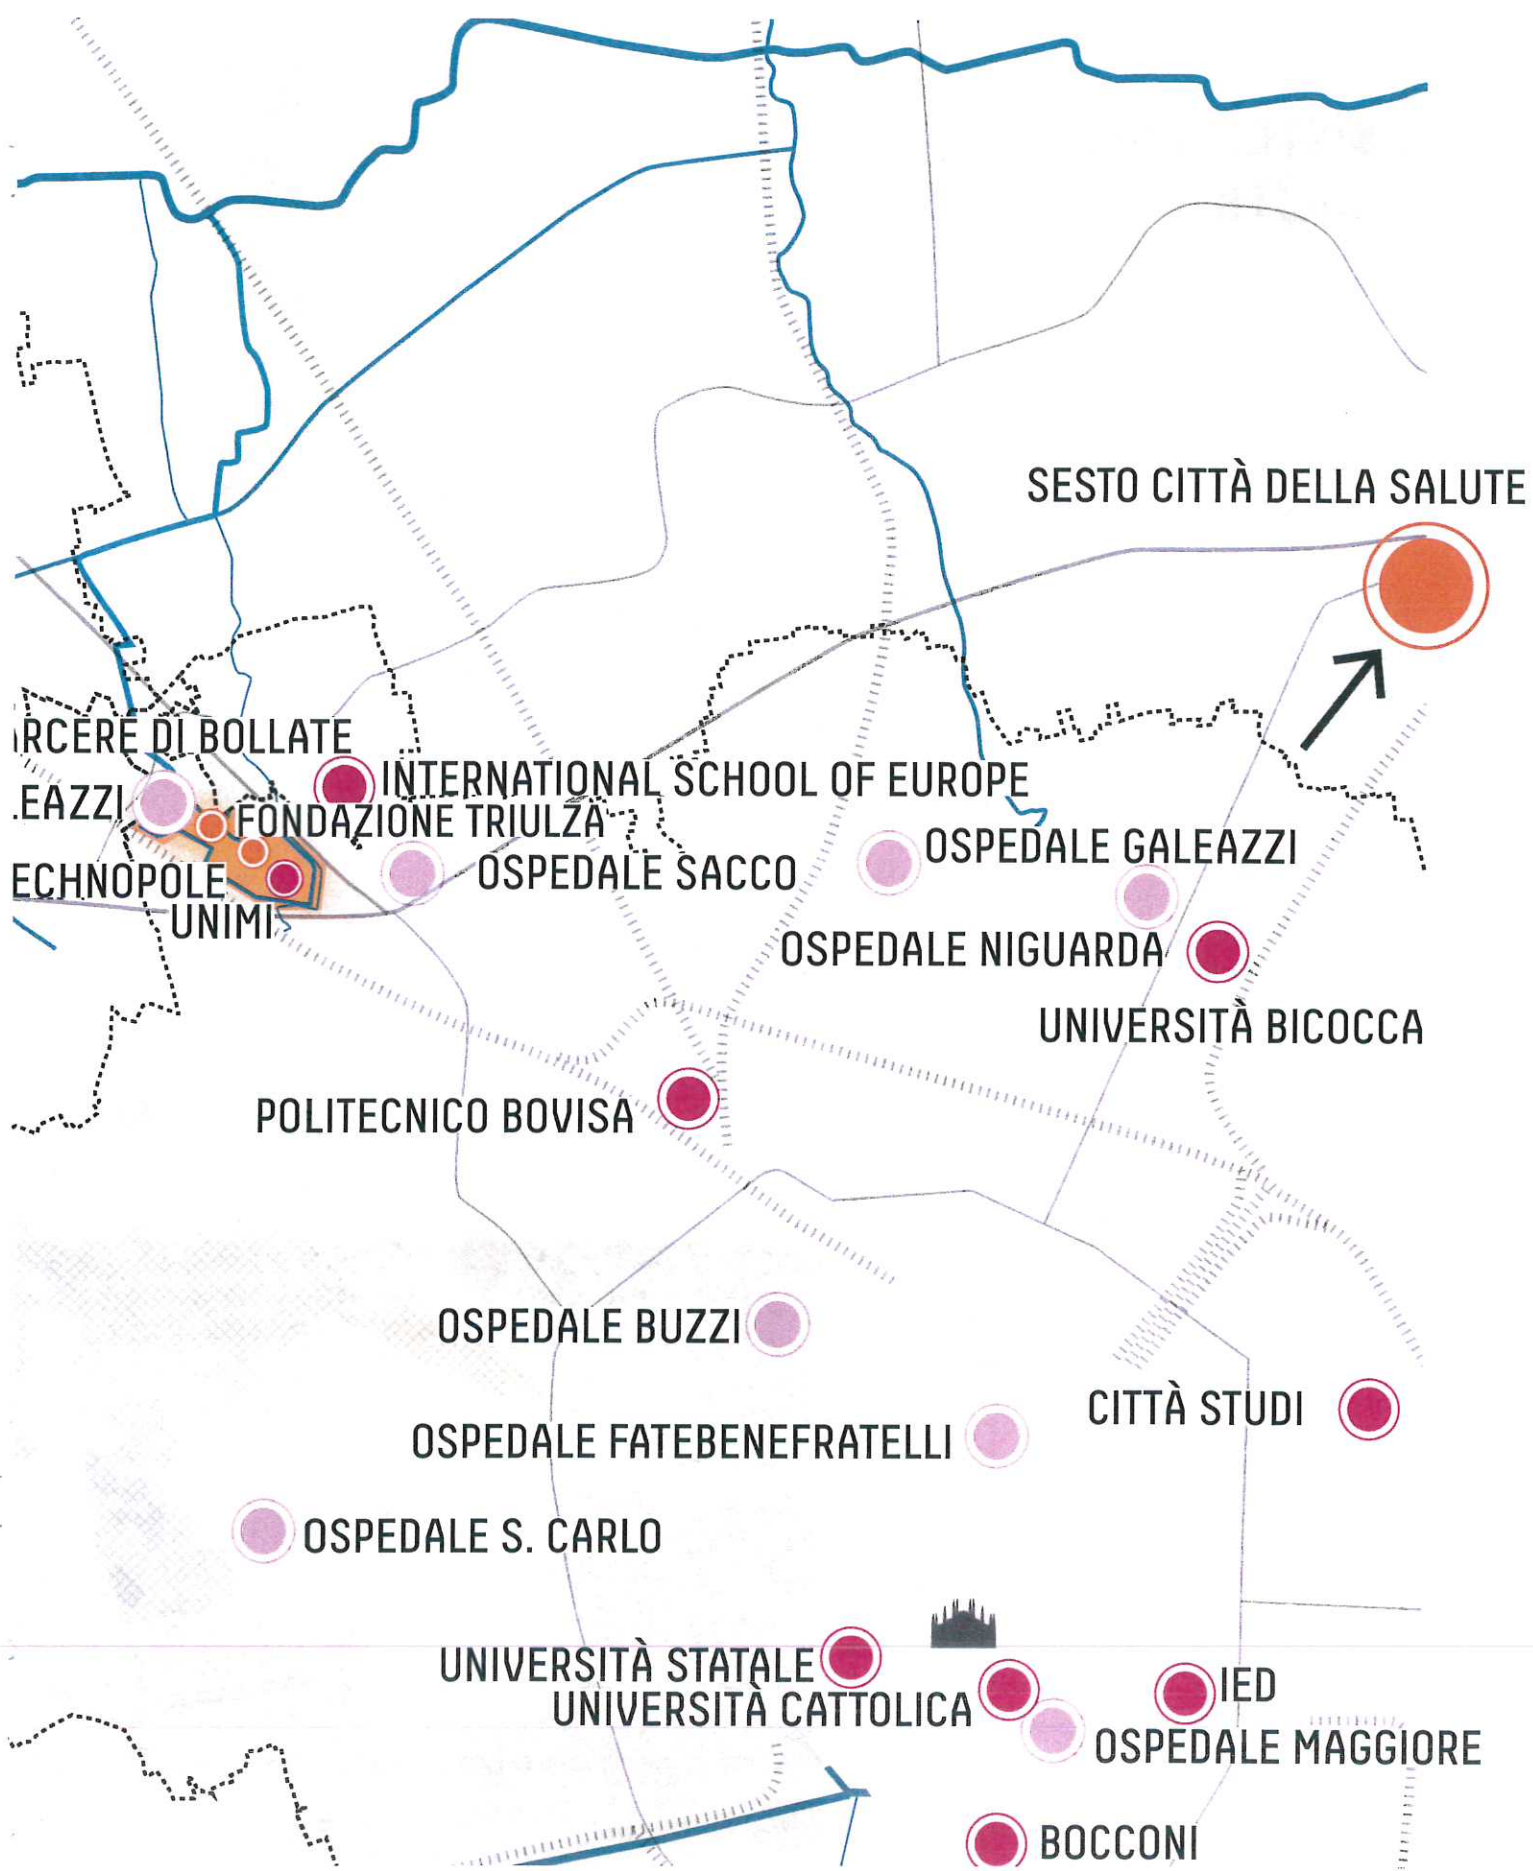 SESTO CITTÀ DELLA SALUTE
RCERE DI BOLLATE
INTERNATIONAL SCHOOL OF EUROPE
EAZZI
FONDAZIONE TRIULZA
OSPEDALE GALEAZZI
OSPEDALE SACCO
ECHNOPOLE
UNIMI
OSPEDALE NIGUARDA
UNIVERSITÀ BICOCCA
POLITECNICO BOVISA
OSPEDALE BUZZI
CITTÀ STUDI
OSPEDALE FATEBENEFRATELLI
OSPEDALE S. CARLO
UNIVERSITÀ STATALE
IED
UNIVERSITÀ CATTOLICA
OSPEDALE MAGGIORE
BOCCONI